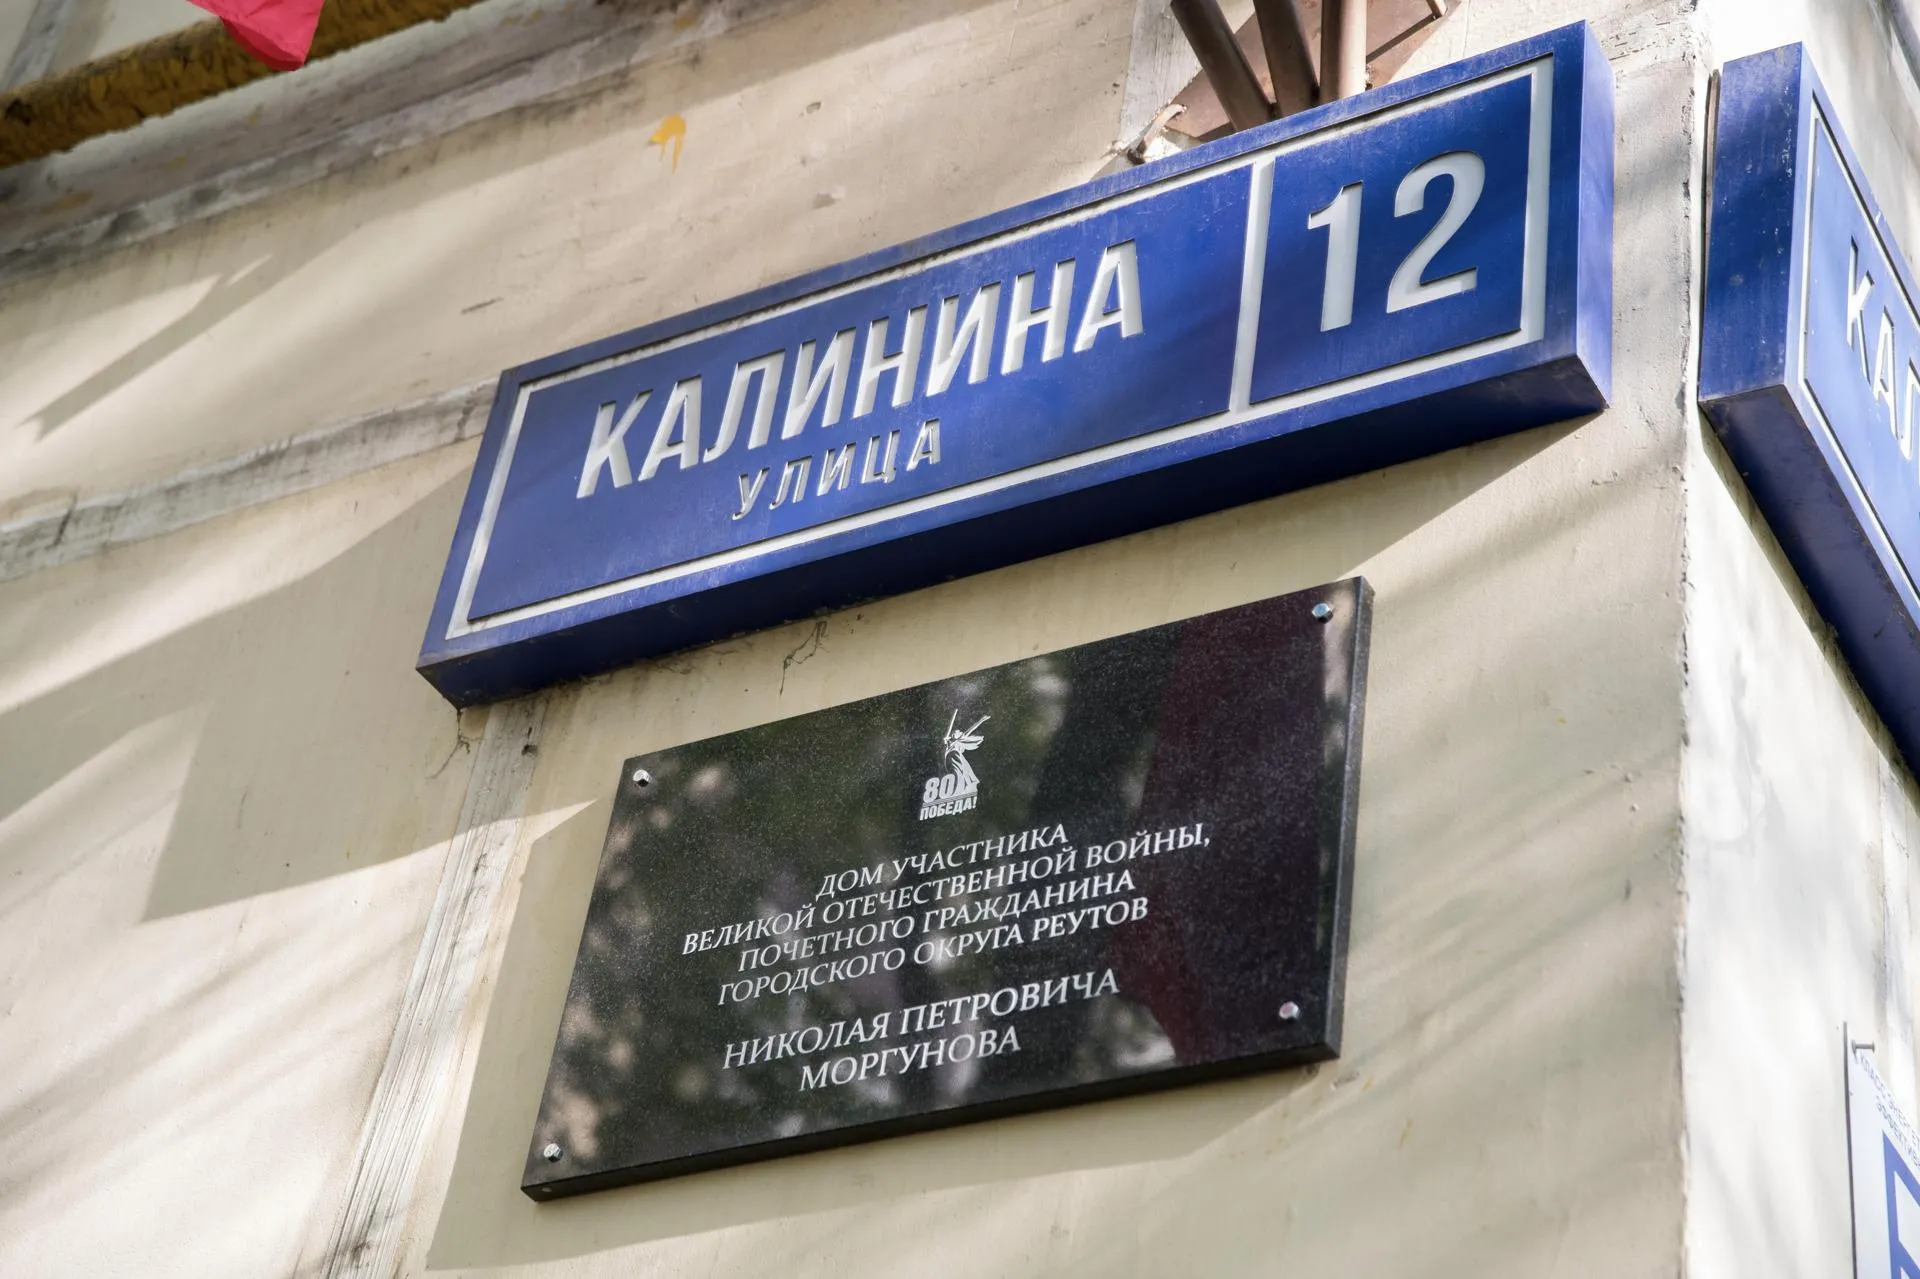 КАЛИНИНА
УЛИЦА
12
80
ПОБЕДА!
ДОМ УЧАСТНИКА
ВЕЛИКОЙ ОТЕЧЕСТВЕННОЙ ВОЙНЫ,
ПОЧЕТНОГО ГРАЖДАНИНА
ГОРОДСКОГО ОКРУГА РЕУТОВ
НИКОЛАЯ ПЕТРОВИЧА
МОРГУНОВА